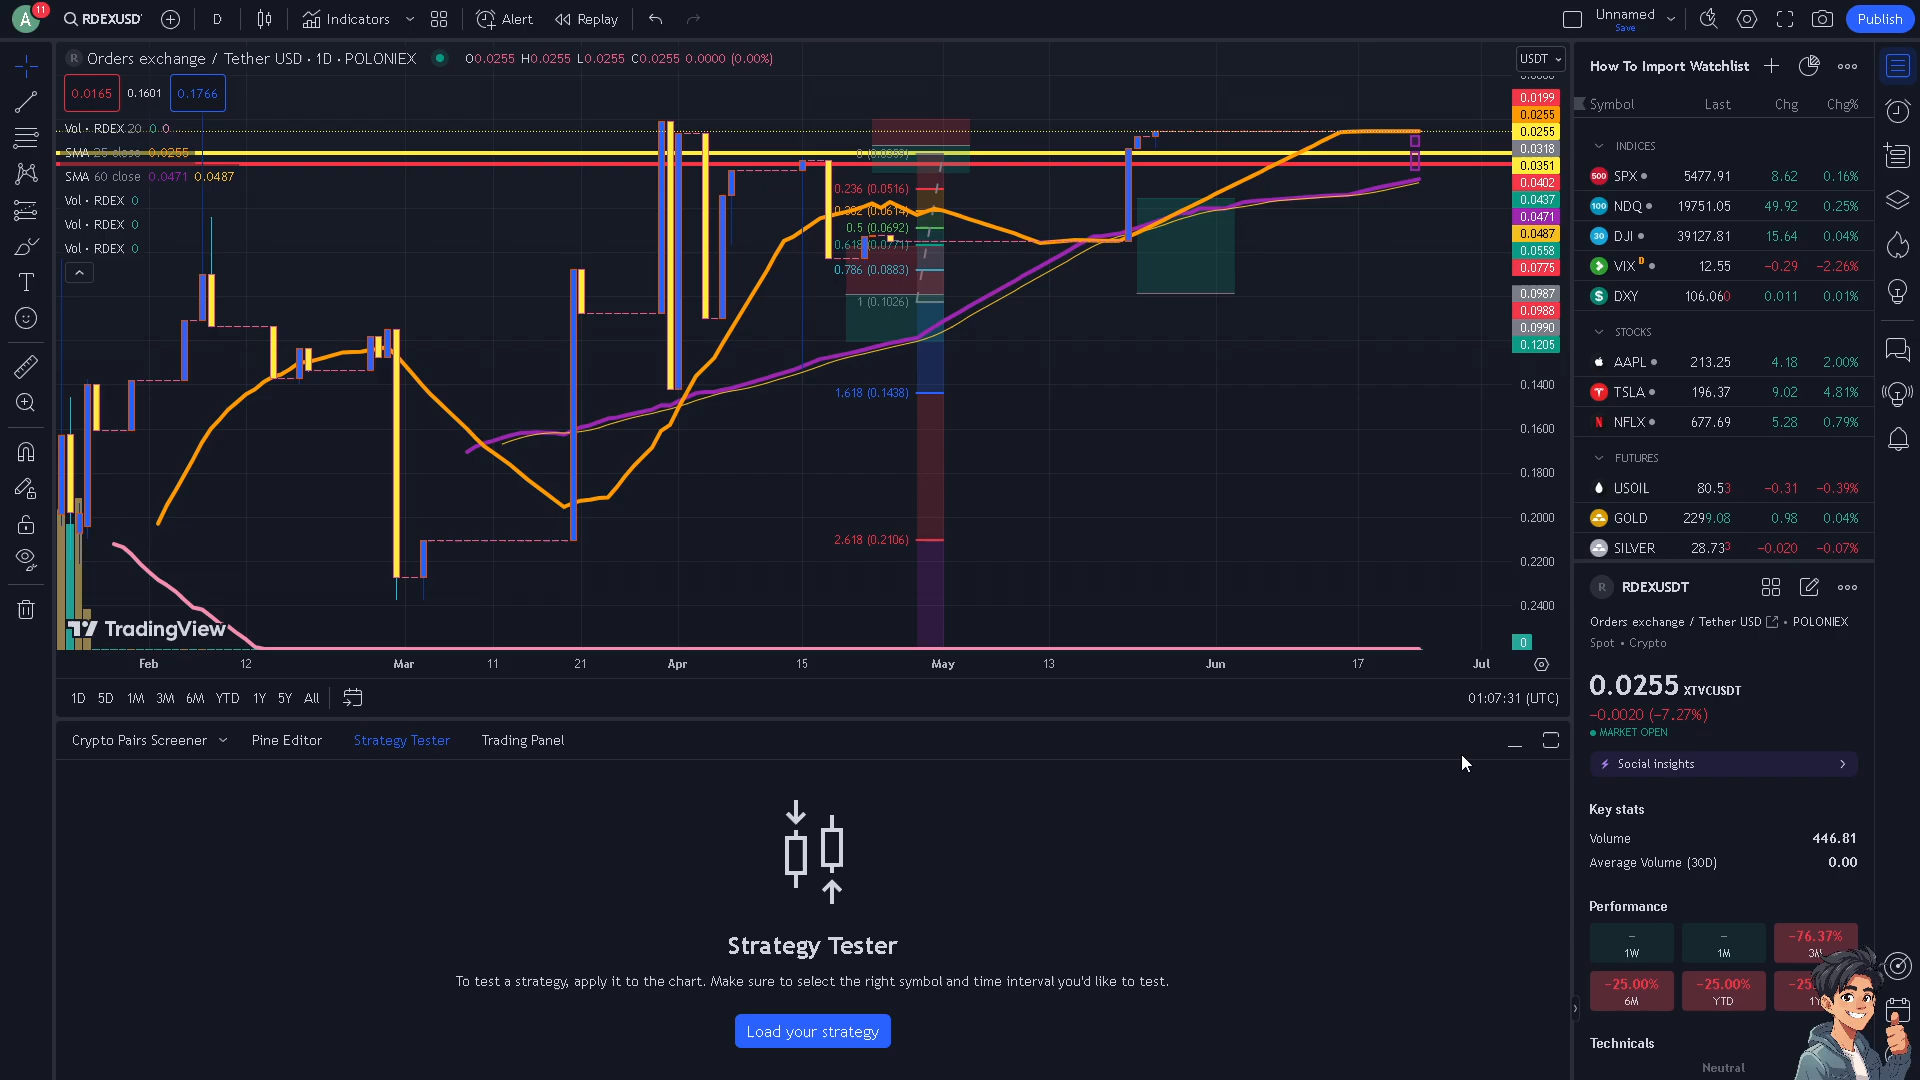 A 11 RDEXUSD' D Indicators Alert Replay Unnamed Save Publish
R Orders exchange / Tether USD · 1D · POLONIEX O0.0255 H0.0255 L0.0255 C0.0255 0.0000 (0.00%) USDT
0.0165 0.1601 0.1766
Vol · RDEX 20 0 0
SMA 25 close 0.0255
SMA 60 close 0.0471 0.0487
Vol · RDEX 0
Vol · RDEX 0
Vol · RDEX 0
0.236 (0.0516)
0.382 (0.0614)
0.5 (0.0692)
0.618 (0.0771)
0.786 (0.0883)
1 (0.1026)
1.618 (0.1438)
2.618 (0.2106)
0.0199
0.0255
0.0255
0.0318
0.0351
0.0402
0.0437
0.0471
0.0487
0.0558
0.0775
0.0987
0.0988
0.0990
0.1205
0.1400
0.1600
0.1800
0.2000
0.2200
0.2400
0
TradingView
Feb 12 Mar 11 21 Apr 15 May 13 Jun 17 Jul
1D 5D 1M 3M 6M YTD 1Y 5Y All 01:07:31 (UTC)
Crypto Pairs Screener Pine Editor Strategy Tester Trading Panel
Strategy Tester
To test a strategy, apply it to the chart. Make sure to select the right symbol and time interval you'd like to test.
Load your strategy
How To Import Watchlist
Symbol Last Chg Chg%
INDICES
500 SPX 5477.91 8.62 0.16%
100 NDQ 19751.05 49.92 0.25%
30 DJI 39127.81 15.64 0.04%
VIX D 12.55 −0.29 −2.26%
$ DXY 106.060 0.011 0.01%
STOCKS
AAPL 213.25 4.18 2.00%
TSLA 196.37 9.02 4.81%
N NFLX 677.69 5.28 0.79%
FUTURES
USOIL 80.53 −0.31 −0.39%
GOLD 2299.08 0.98 0.04%
SILVER 28.733 −0.020 −0.07%
R RDEXUSDT
Orders exchange / Tether USD • POLONIEX
Spot • Crypto
0.0255 XTVCUSDT
−0.0020 (−7.27%)
MARKET OPEN
Social insights
Key stats
Volume 446.81
Average Volume (30D) 0.00
Performance
– – −76.37%
1W 1M 3M
−25.00% −25.00% −25.
6M YTD 1Y
Technicals
Neutral